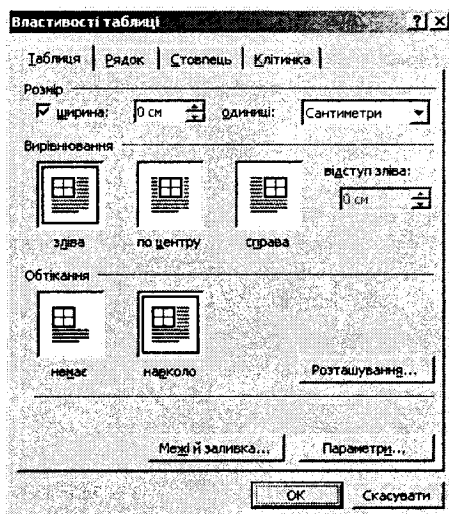 Властивості таблиці
Таблиця Рядок Стовпець Клітинка
Розмір
ширина: 0 см одиниці: Сантиметри
Вирівнювання
відступ зліва:
0 см
зліва по центру справа
Обтікання
немає навколо
Розташування...
Межі й заливка... Параметри...
ОК Скасувати